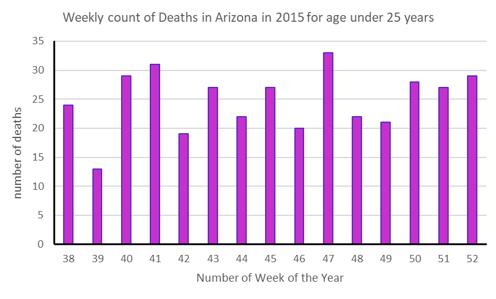 Weekly count of Deaths in Arizona in 2015 for age under 25 years
number of deaths
35
30
25
20
15
10
5
0
38 39 40 41 42 43 44 45 46 47 48 49 50 51 52
Number of Week of the Year